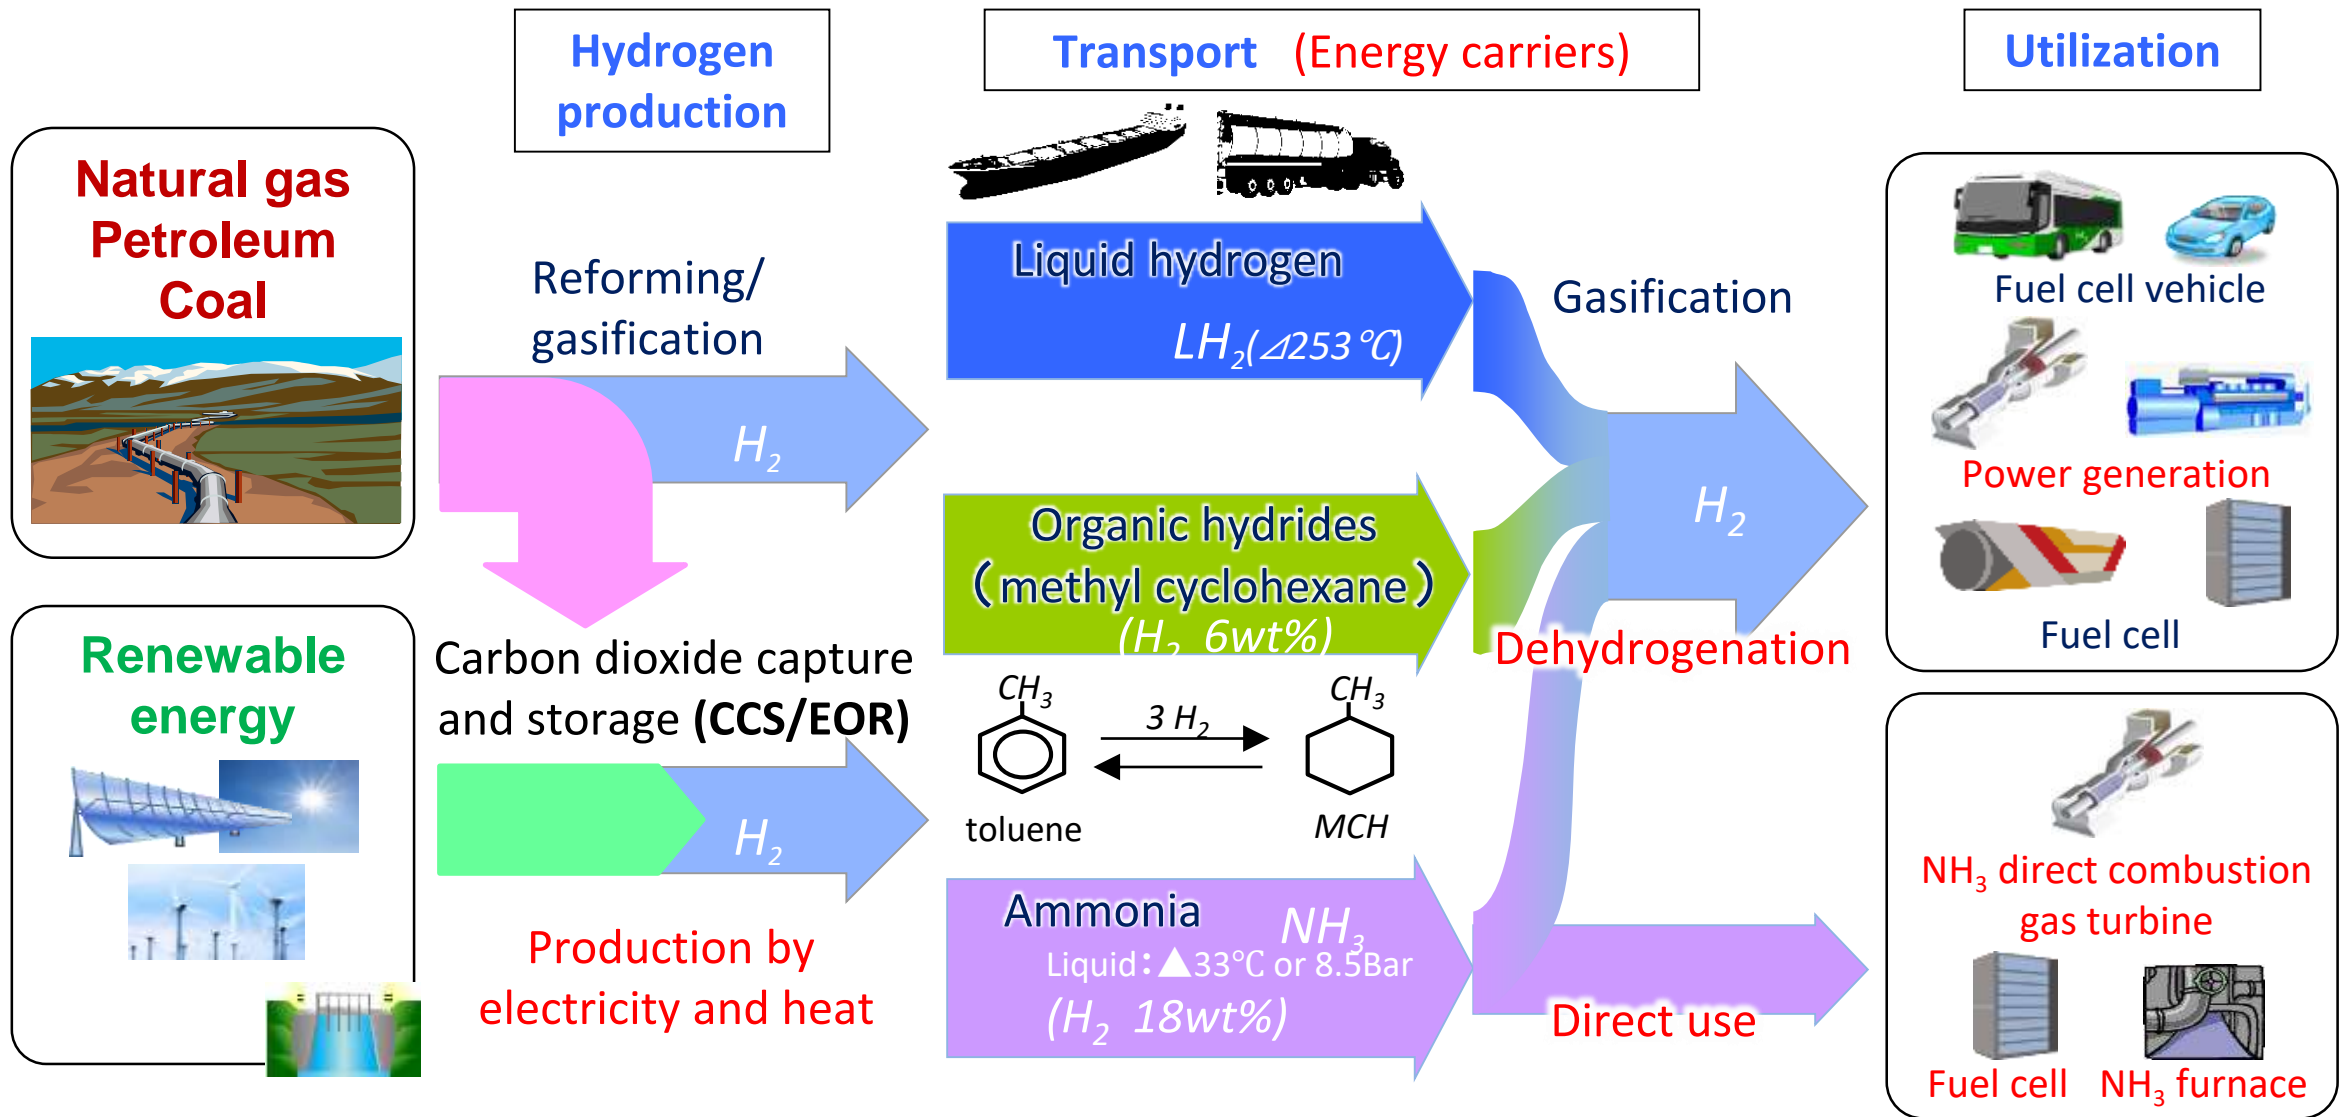 Hydrogen
production
Transport (Energy carriers)
Utilization
Natural gas
Petroleum
Coal
Renewable
energy
Reforming/
gasification
H2
Carbon dioxide capture
and storage (CCS/EOR)
H2
Production by
electricity and heat
Liquid hydrogen
LH2(⊿253℃)
Organic hydrides
(methyl cyclohexane)
(H2 6wt%)
CH3
3 H2
CH3
toluene
MCH
Ammonia
NH3
Liquid:▲33℃ or 8.5Bar
(H2 18wt%)
Gasification
H2
Dehydrogenation
Direct use
Fuel cell vehicle
Power generation
Fuel cell
NH3 direct combustion
gas turbine
Fuel cell
NH3 furnace